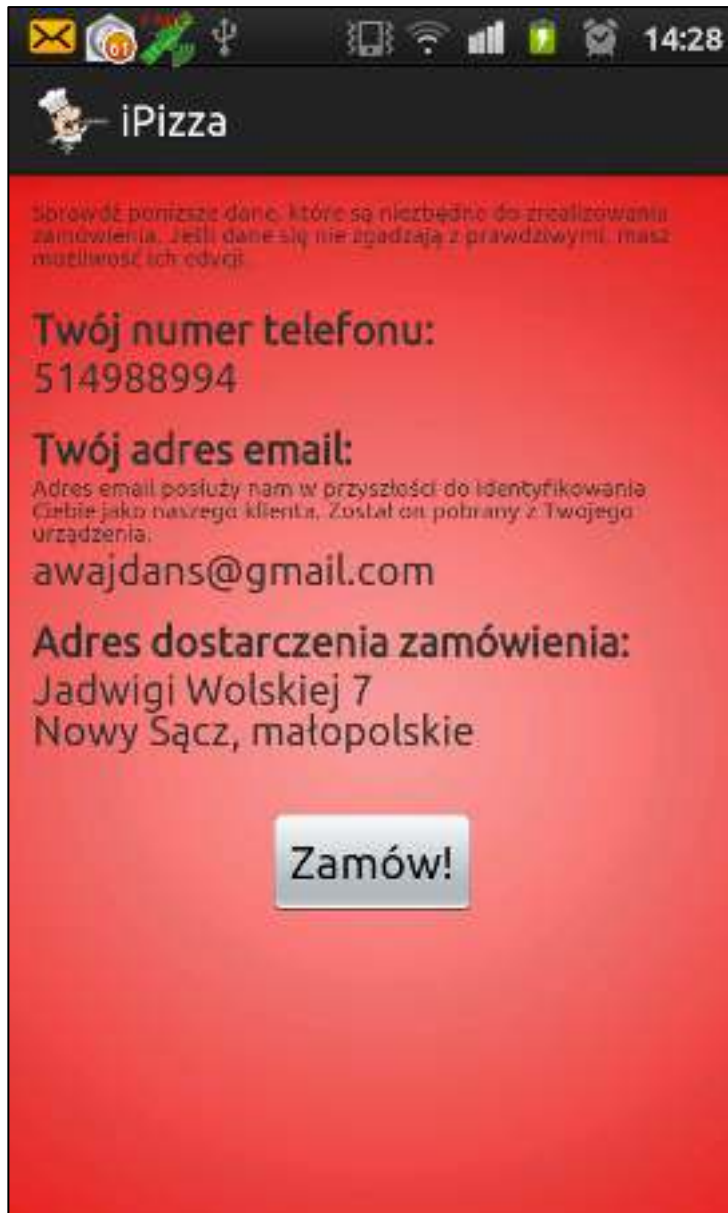 14:28
61
iPizza
Sprawdź poniższe dane, które są niezbędne do zrealizowania
zamówienia. Jeśli dane się nie zgadzają z prawdziwymi, masz
możliwość ich edycji.
Twój numer telefonu:
514988994
Twój adres email:
Adres email posłuży nam w przyszłości do identyfikowania
Ciebie jako naszego klienta. Został on pobrany z Twojego
urządzenia.
awajdans@gmail.com
Adres dostarczenia zamówienia:
Jadwigi Wolskiej 7
Nowy Sącz, małopolskie
Zamów!